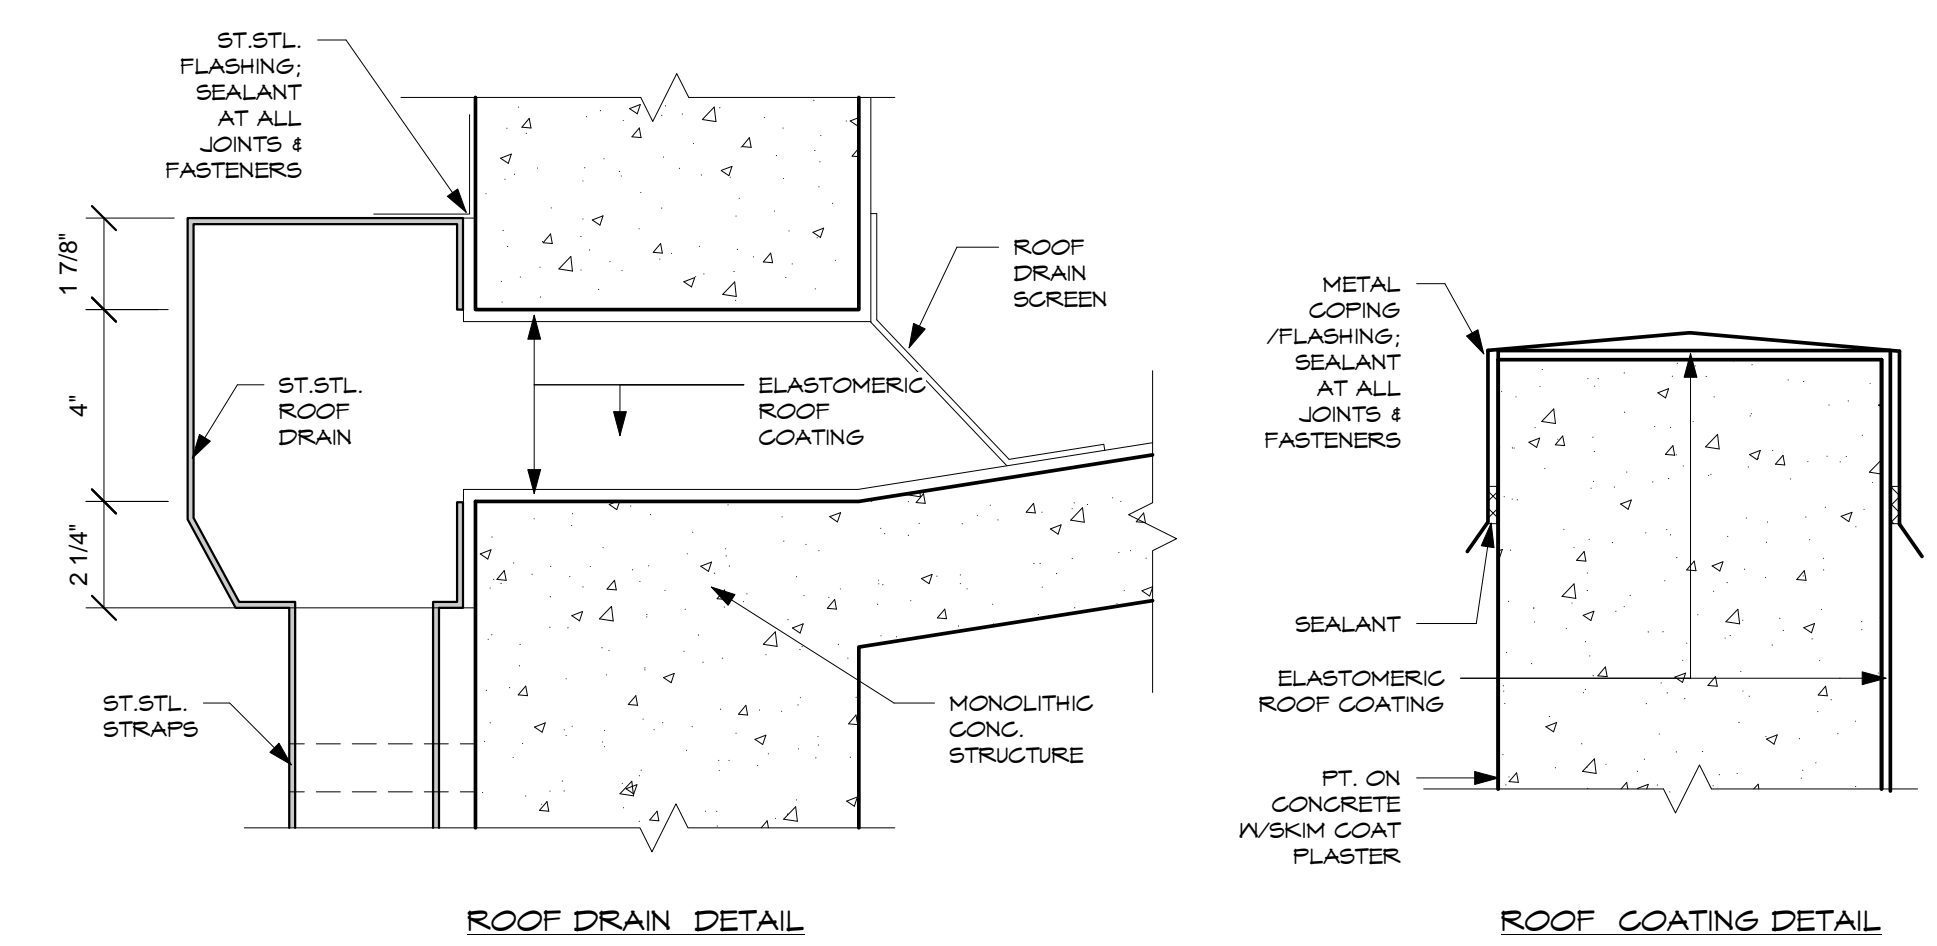 ST.STL.
FLASHING;
SEALANT
AT ALL
JOINTS &
FASTENERS
1 7/8"
4"
2 1/4"
ST.STL.
ROOF
DRAIN
ELASTOMERIC
ROOF
COATING
ROOF
DRAIN
SCREEN
ST.STL.
STRAPS
MONOLITHIC
CONC.
STRUCTURE
ROOF DRAIN DETAIL
METAL
COPING
/FLASHING;
SEALANT
AT ALL
JOINTS &
FASTENERS
SEALANT
ELASTOMERIC
ROOF COATING
PT. ON
CONCRETE
W/SKIM COAT
PLASTER
ROOF COATING DETAIL